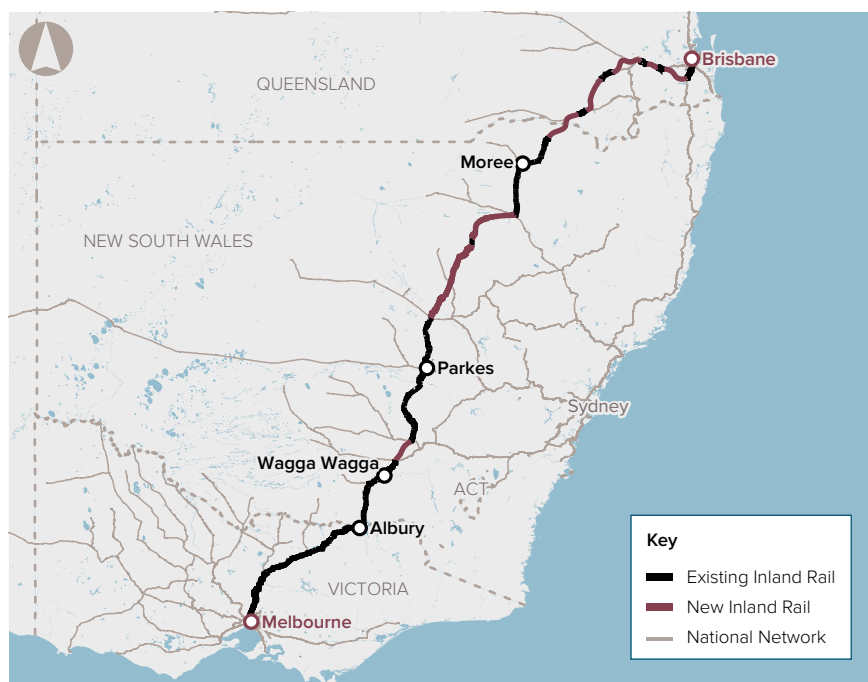 Brisbane
QUEENSLAND
Moree
NEW SOUTH WALES
Parkes
Sydney
Wagga Wagga
ACT
Albury
VICTORIA
Melbourne
Key
Existing Inland Rail
New Inland Rail
National Network